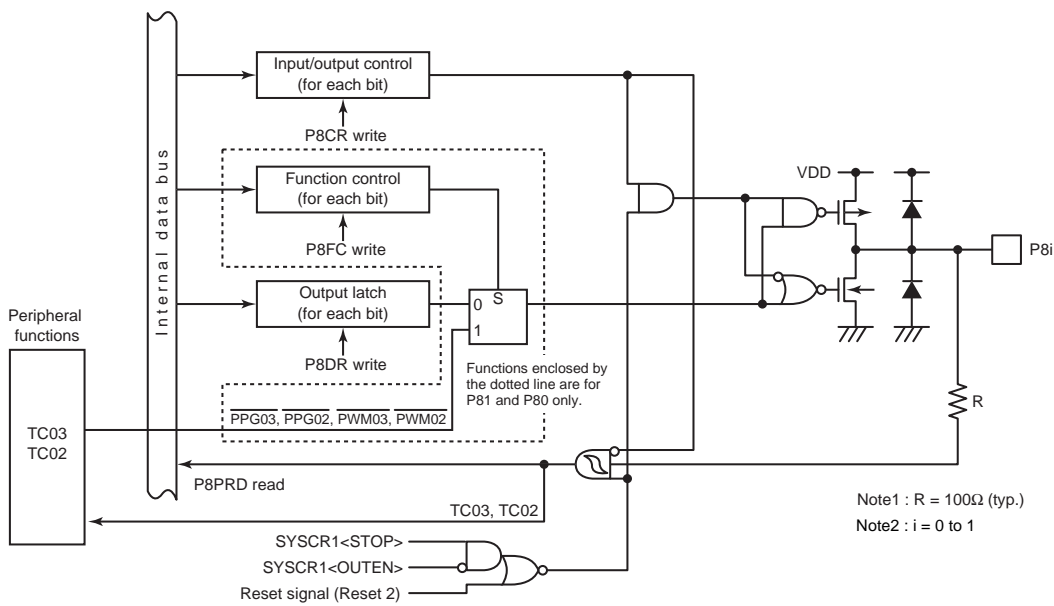 Input/output control
(for each bit)
P8CR write
Internal data bus
Function control
(for each bit)
P8FC write
Output latch
(for each bit)
P8DR write
0
S
1
Functions enclosed by
the dotted line are for
P81 and P80 only.
Peripheral
functions
TC03
TC02
PPG03, PPG02, PWM03, PWM02
P8PRD read
TC03, TC02
SYSCR1<STOP>
SYSCR1<OUTEN>
Reset signal (Reset 2)
VDD
P8i
R
Note1 : R = 100Ω (typ.)
Note2 : i = 0 to 1